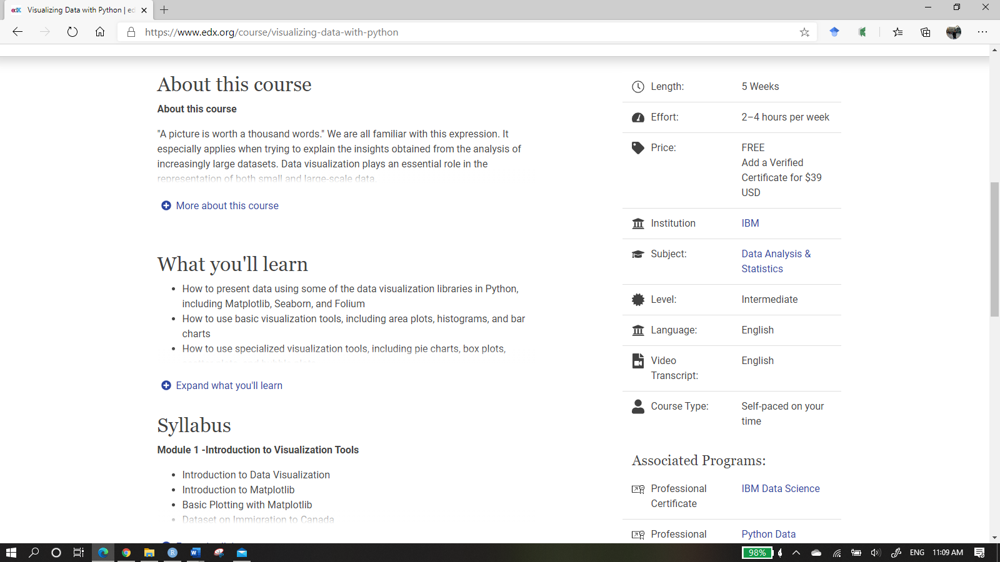 Visualizing Data with Python | ed
https://www.edx.org/course/visualizing-data-with-python
About this course
About this course
"A picture is worth a thousand words." We are all familiar with this expression. It
especially applies when trying to explain the insights obtained from the analysis of
increasingly large datasets. Data visualization plays an essential role in the
representation of both small and large-scale data.
More about this course
What you'll learn
How to present data using some of the data visualization libraries in Python,
including Matplotlib, Seaborn, and Folium
How to use basic visualization tools, including area plots, histograms, and bar
charts
How to use specialized visualization tools, including pie charts, box plots,
Expand what you'll learn
Syllabus
Module 1 -Introduction to Visualization Tools
Introduction to Data Visualization
Introduction to Matplotlib
Basic Plotting with Matplotlib
Dataset on Immigration to Canada
Length: 5 Weeks
Effort: 2–4 hours per week
Price: FREE
Add a Verified
Certificate for $39
USD
Institution IBM
Subject: Data Analysis &
Statistics
Level: Intermediate
Language: English
Video English
Transcript:
Course Type: Self-paced on your
time
Associated Programs:
Professional IBM Data Science
Certificate
Professional Python Data
98% ENG 11:09 AM